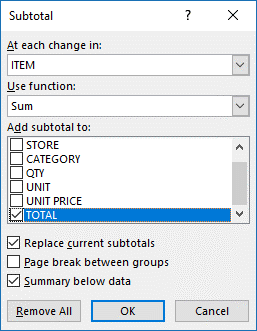 Subtotal
At each change in:
ITEM
Use function:
Sum
Add subtotal to:
STORE
CATEGORY
QTY
UNIT
UNIT PRICE
TOTAL
Replace current subtotals
Page break between groups
Summary below data
Remove All OK Cancel